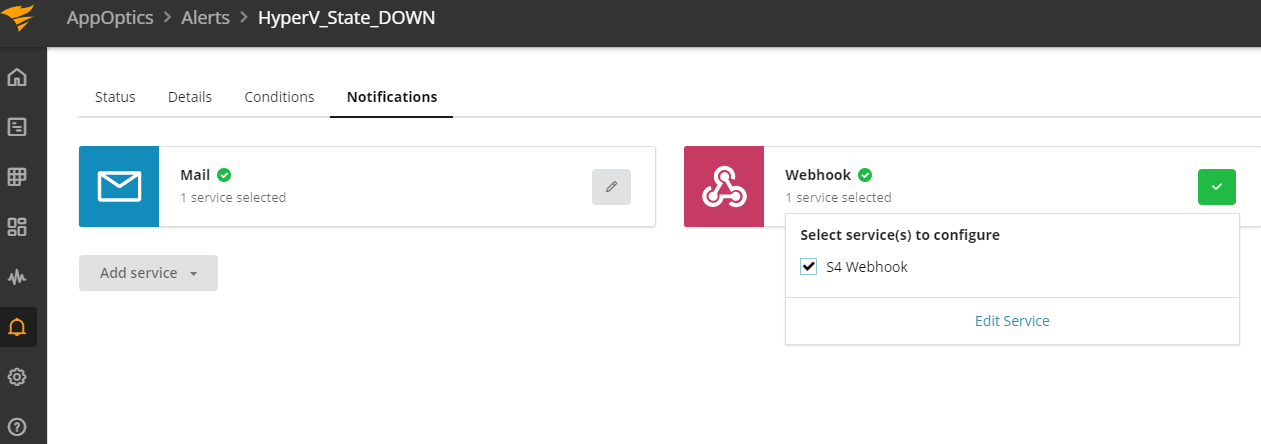 AppOptics > Alerts > HyperV_State_DOWN
Status Details Conditions Notifications
Mail
1 service selected
Webhook
1 service selected
Select service(s) to configure
S4 Webhook
Edit Service
Add service